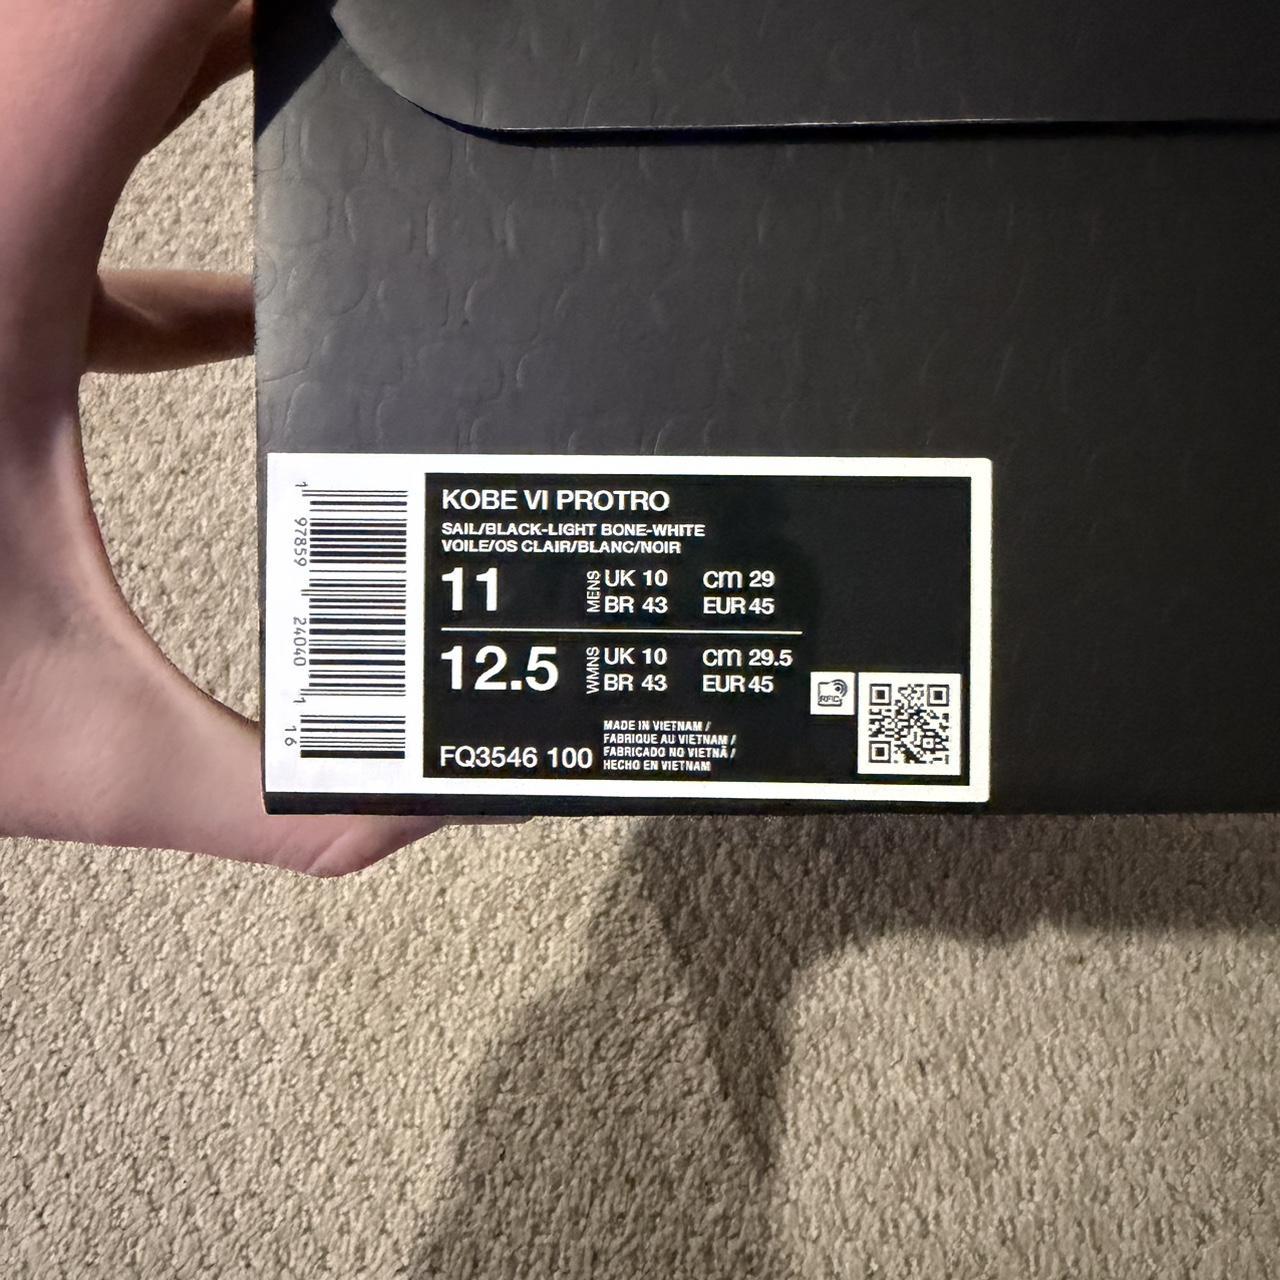 KOBE VI PROTRO
SAIL/BLACK-LIGHT BONE-WHITE
VOILE/OS CLAIR/BLANC/NOIR
11 MENS UK 10 CM 29
BR 43 EUR 45
12.5 WMNS UK 10 CM 29.5
BR 43 EUR 45
FQ3546 100
MADE IN VIETNAM /
FABRIQUE AU VIETNAM /
FABRICADO NO VIETNÃ /
HECHO EN VIETNAM
RFID
1 97859 24040 1 16